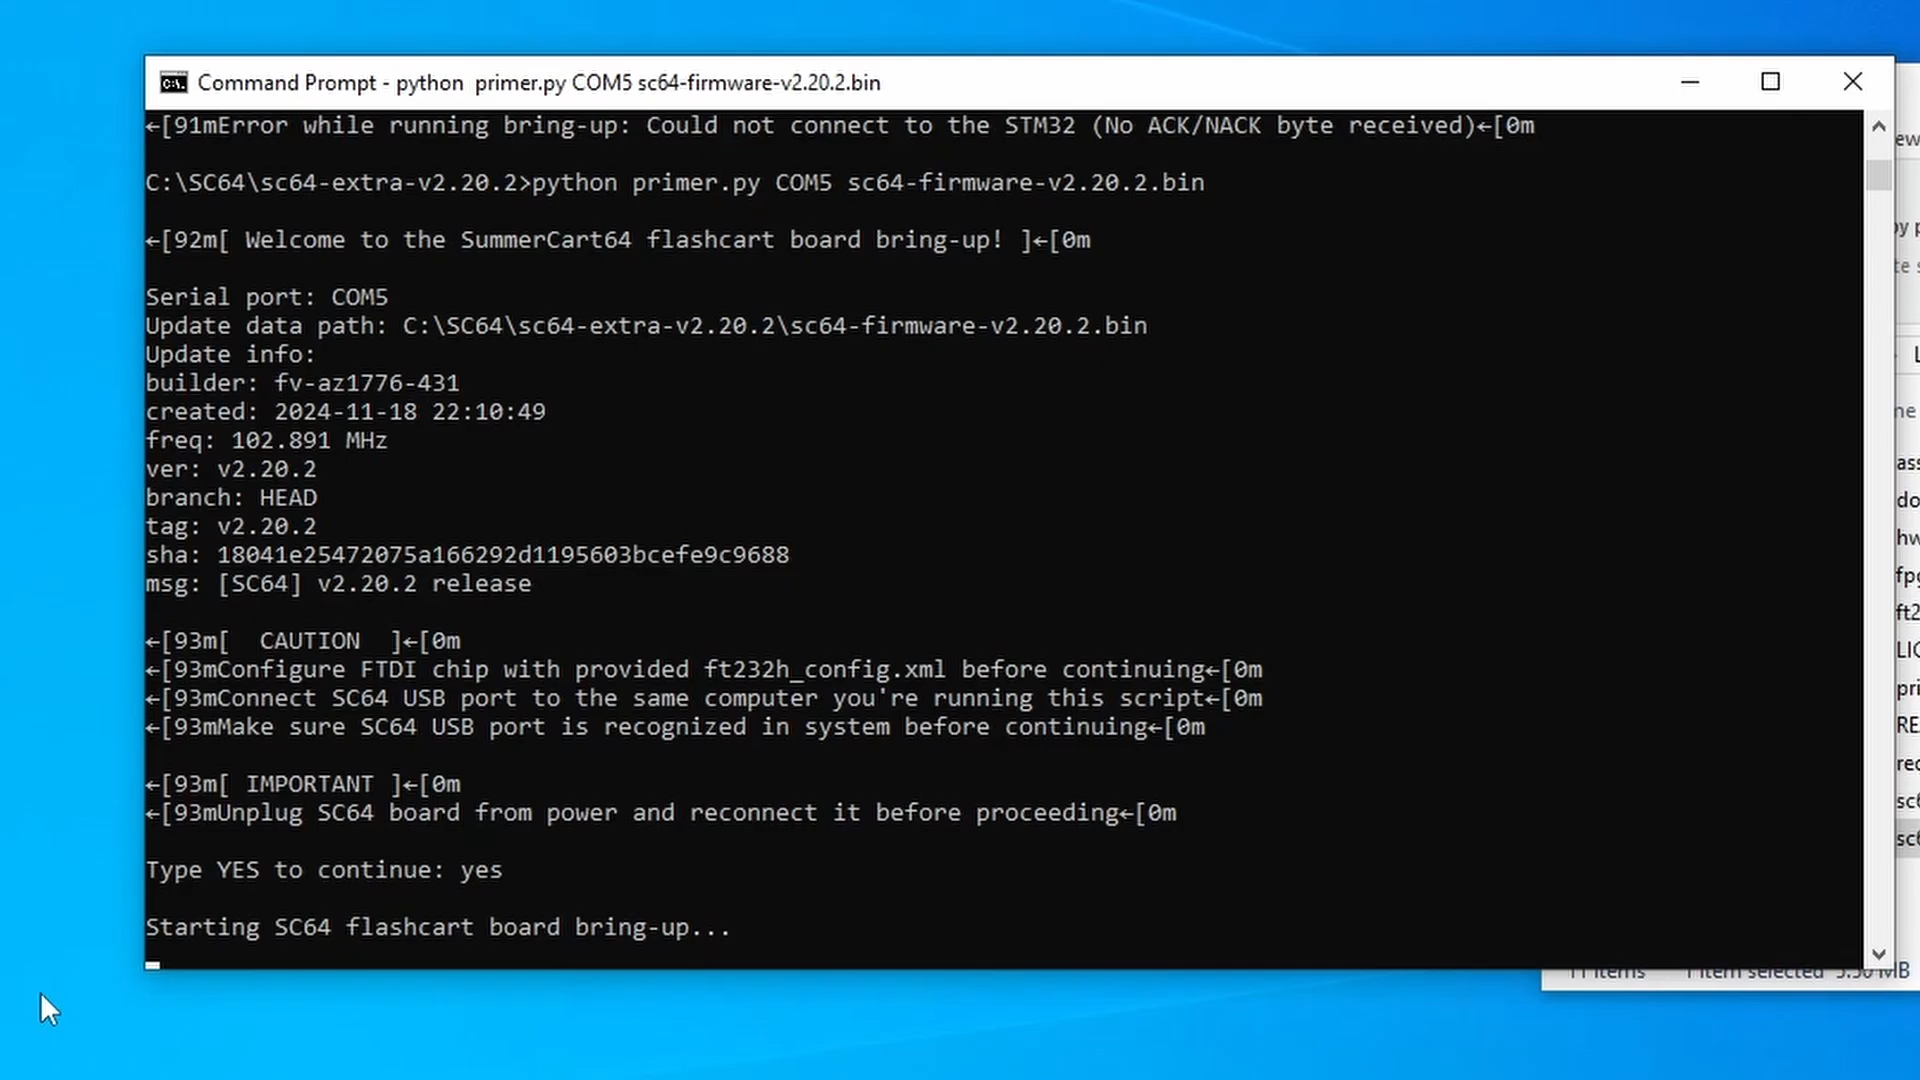 Command Prompt - python  primer.py COM5 sc64-firmware-v2.20.2.bin
←[91mError while running bring-up: Could not connect to the STM32 (No ACK/NACK byte received)←[0m
C:\SC64\sc64-extra-v2.20.2>python primer.py COM5 sc64-firmware-v2.20.2.bin
←[92m[ Welcome to the SummerCart64 flashcart board bring-up! ]←[0m
Serial port: COM5
Update data path: C:\SC64\sc64-extra-v2.20.2\sc64-firmware-v2.20.2.bin
Update info:
builder: fv-az1776-431
created: 2024-11-18 22:10:49
freq: 102.891 MHz
ver: v2.20.2
branch: HEAD
tag: v2.20.2
sha: 18041e25472075a166292d1195603bcefe9c9688
msg: [SC64] v2.20.2 release
←[93m[  CAUTION  ]←[0m
←[93mConfigure FTDI chip with provided ft232h_config.xml before continuing←[0m
←[93mConnect SC64 USB port to the same computer you're running this script←[0m
←[93mMake sure SC64 USB port is recognized in system before continuing←[0m
←[93m[ IMPORTANT ]←[0m
←[93mUnplug SC64 board from power and reconnect it before proceeding←[0m
Type YES to continue: yes
Starting SC64 flashcart board bring-up...
11 items 1 item selected 5.50 MB